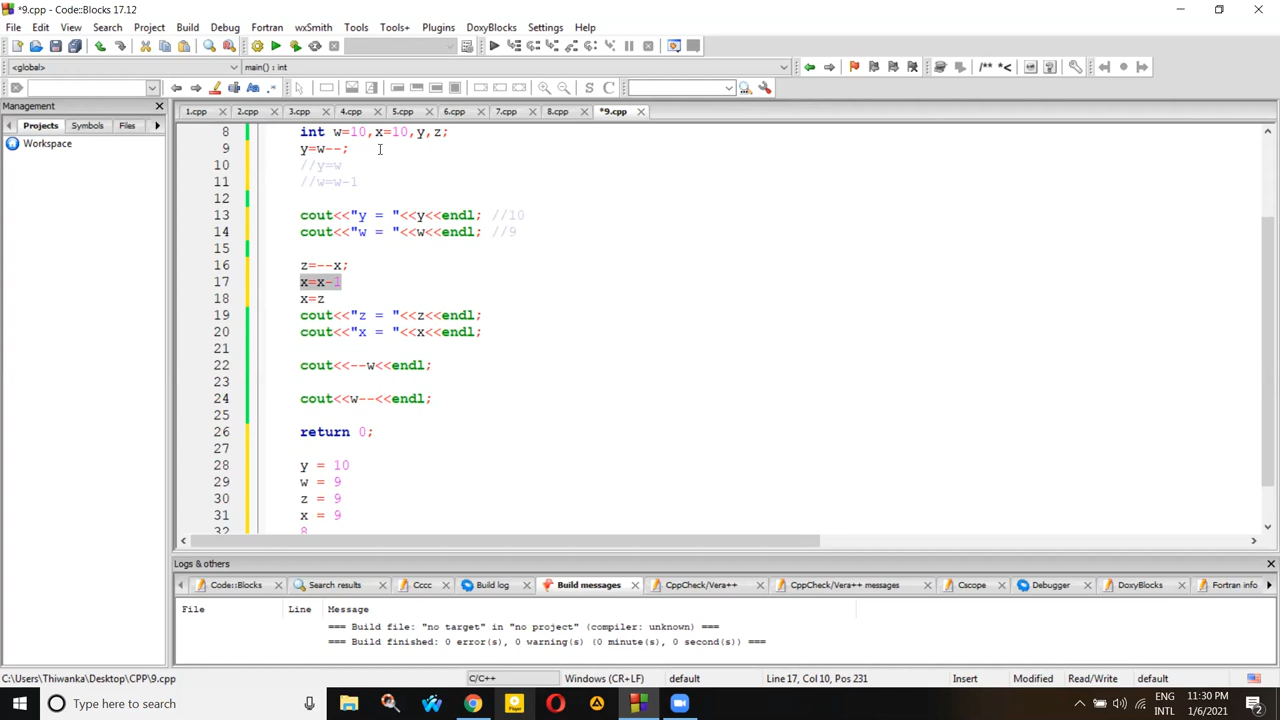 *9.cpp - Code::Blocks 17.12
File Edit View Search Project Build Debug Fortran wxSmith Tools Tools+ Plugins DoxyBlocks Settings Help
<global> main() : int
/** *<
S C
Management
Projects Symbols Files
Workspace
1.cpp 2.cpp 3.cpp 4.cpp 5.cpp 6.cpp 7.cpp 8.cpp *9.cpp
8 int w=10,x=10,y,z;
9 y=w--;
10 //y=w
11 //w=w-1
12
13 cout<<"y = "<<y<<endl; //10
14 cout<<"w = "<<w<<endl; //9
15
16 z=--x;
17 x=x-1
18 x=z
19 cout<<"z = "<<z<<endl;
20 cout<<"x = "<<x<<endl;
21
22 cout<<--w<<endl;
23
24 cout<<w--<<endl;
25
26 return 0;
27
28 y = 10
29 w = 9
30 z = 9
31 x = 9
32 8
Logs & others
Code::Blocks Search results Cccc Build log Build messages CppCheck/Vera++ CppCheck/Vera++ messages Cscope Debugger DoxyBlocks Fortran info
File Line Message
=== Build file: "no target" in "no project" (compiler: unknown) ===
=== Build finished: 0 error(s), 0 warning(s) (0 minute(s), 0 second(s)) ===
C:\Users\Thiwanka\Desktop\CPP\9.cpp C/C++ Windows (CR+LF) default Line 17, Col 10, Pos 231 Insert Modified Read/Write default
Type here to search
ENG
INTL
11:30 PM
1/6/2021